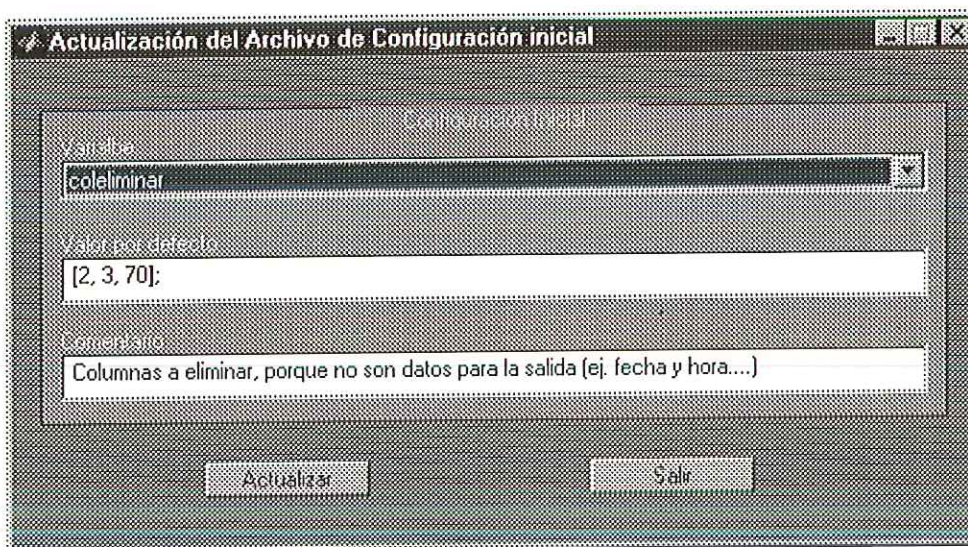 Actualización del Archivo de Configuración inicial
Configuración Inicial
Variable
coleliminar
Valor por defecto
[2, 3, 70];
Comentario
Columnas a eliminar, porque no son datos para la salida (ej. fecha y hora....)
Actualizar
Salir